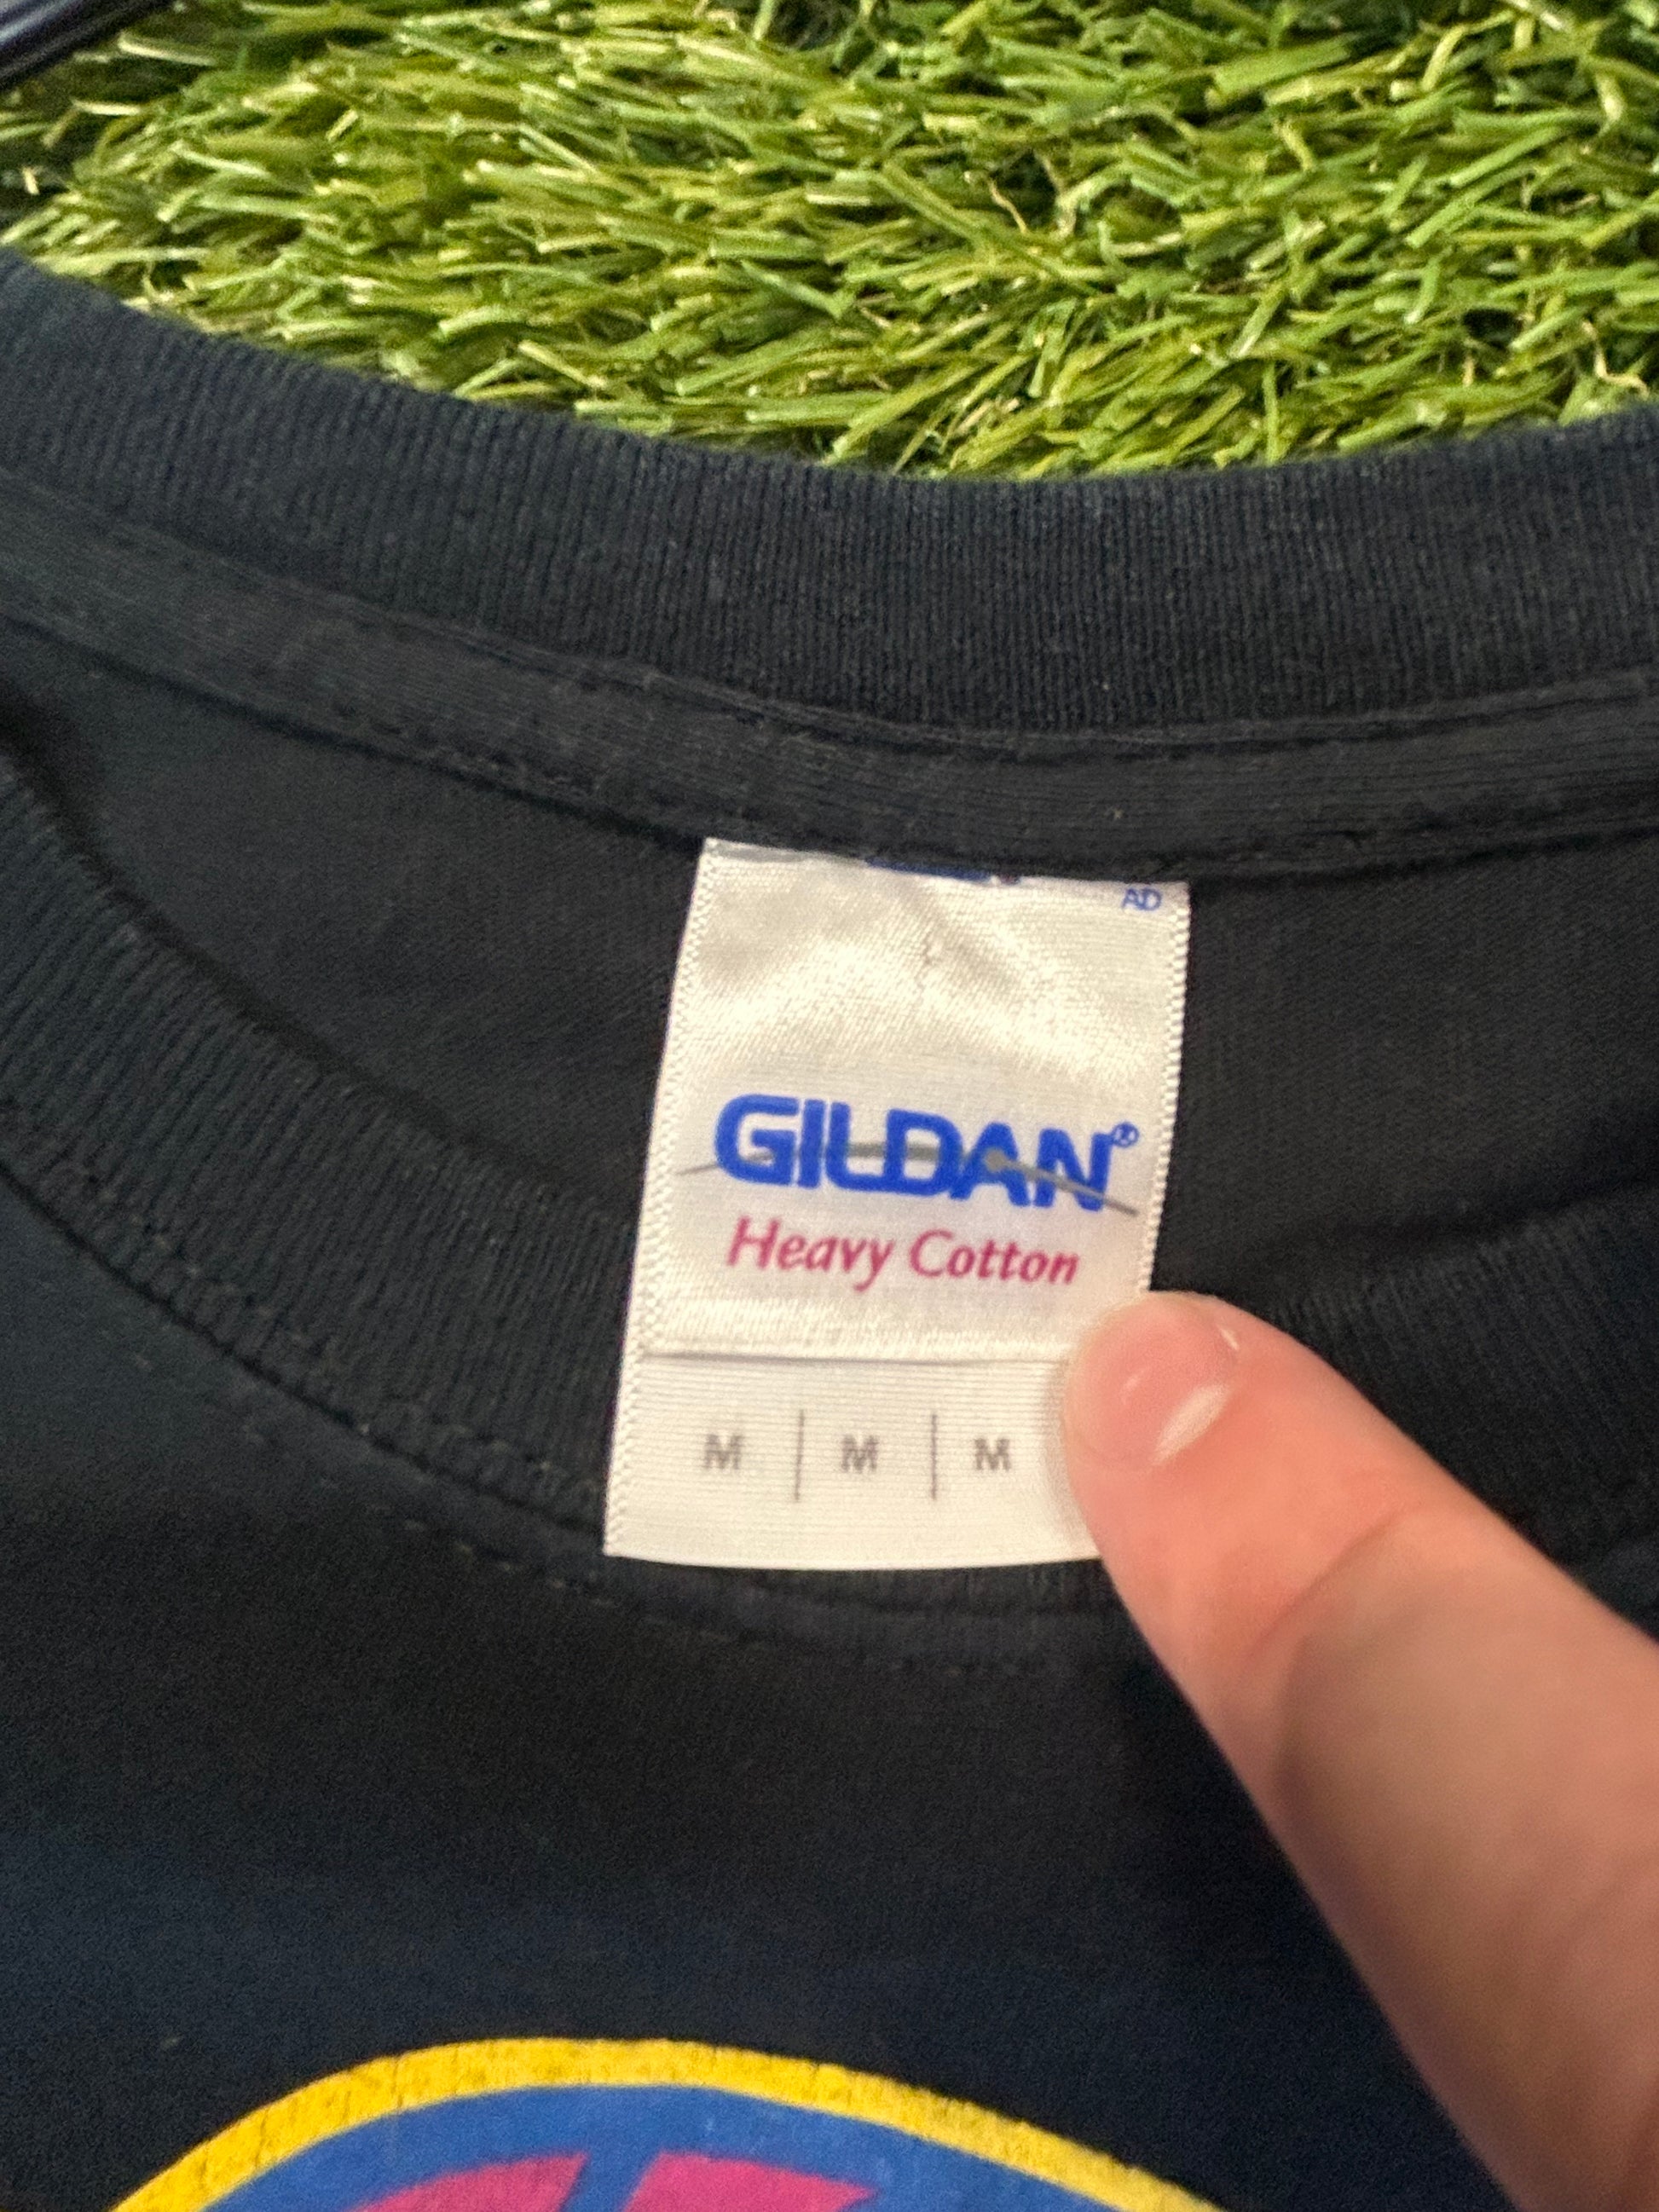 AD
GILDAN®
Heavy Cotton
M | M | M